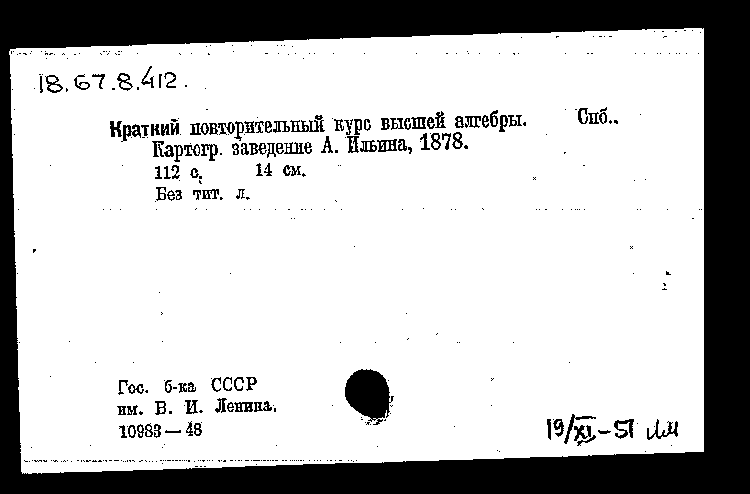 18.67.8.412.
Краткий повторительный курс высшей алгебры. Спб.,
Картогр. заведение А. Ильина, 1878.
112 с. 14 см.
Без тит. л.
Гос. б-ка СССР
им. В. И. Ленина.
10983—48
19/XI-51